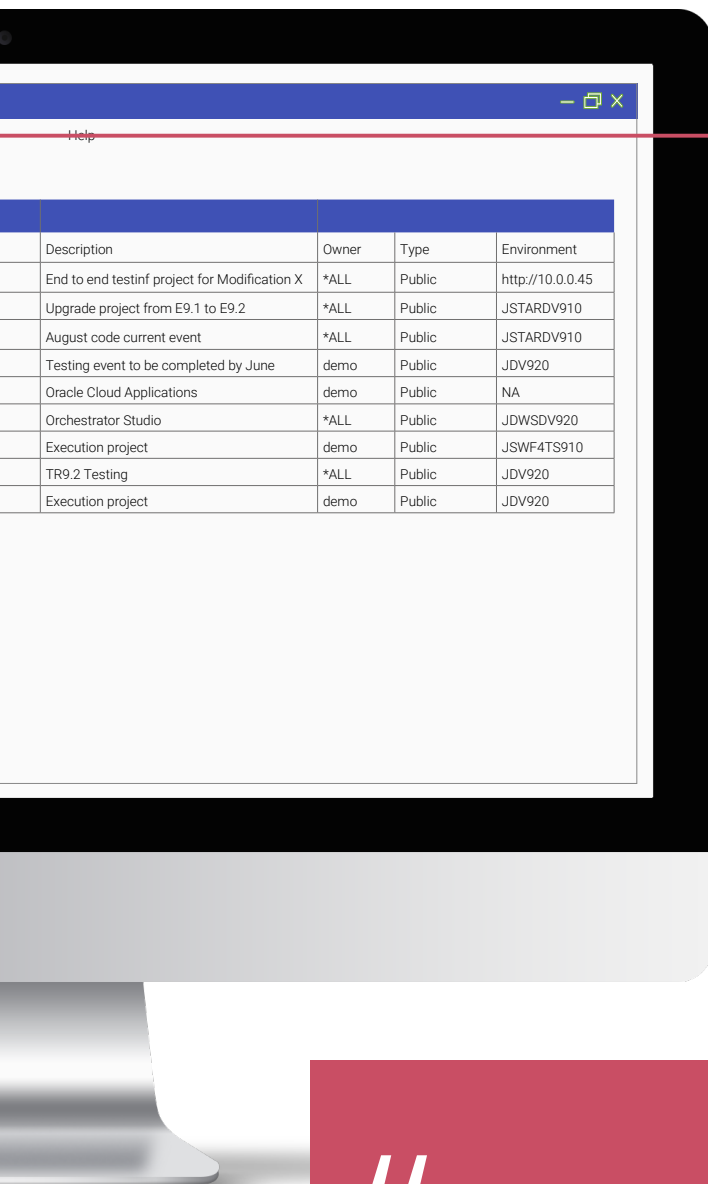 Help
Description Owner Type Environment
End to end testinf project for Modification X *ALL Public http://10.0.0.45
Upgrade project from E9.1 to E9.2 *ALL Public JSTARDV910
August code current event *ALL Public JSTARDV910
Testing event to be completed by June demo Public JDV920
Oracle Cloud Applications demo Public NA
Orchestrator Studio *ALL Public JDWSDV920
Execution project demo Public JSWF4TS910
TR9.2 Testing *ALL Public JDV920
Execution project demo Public JDV920